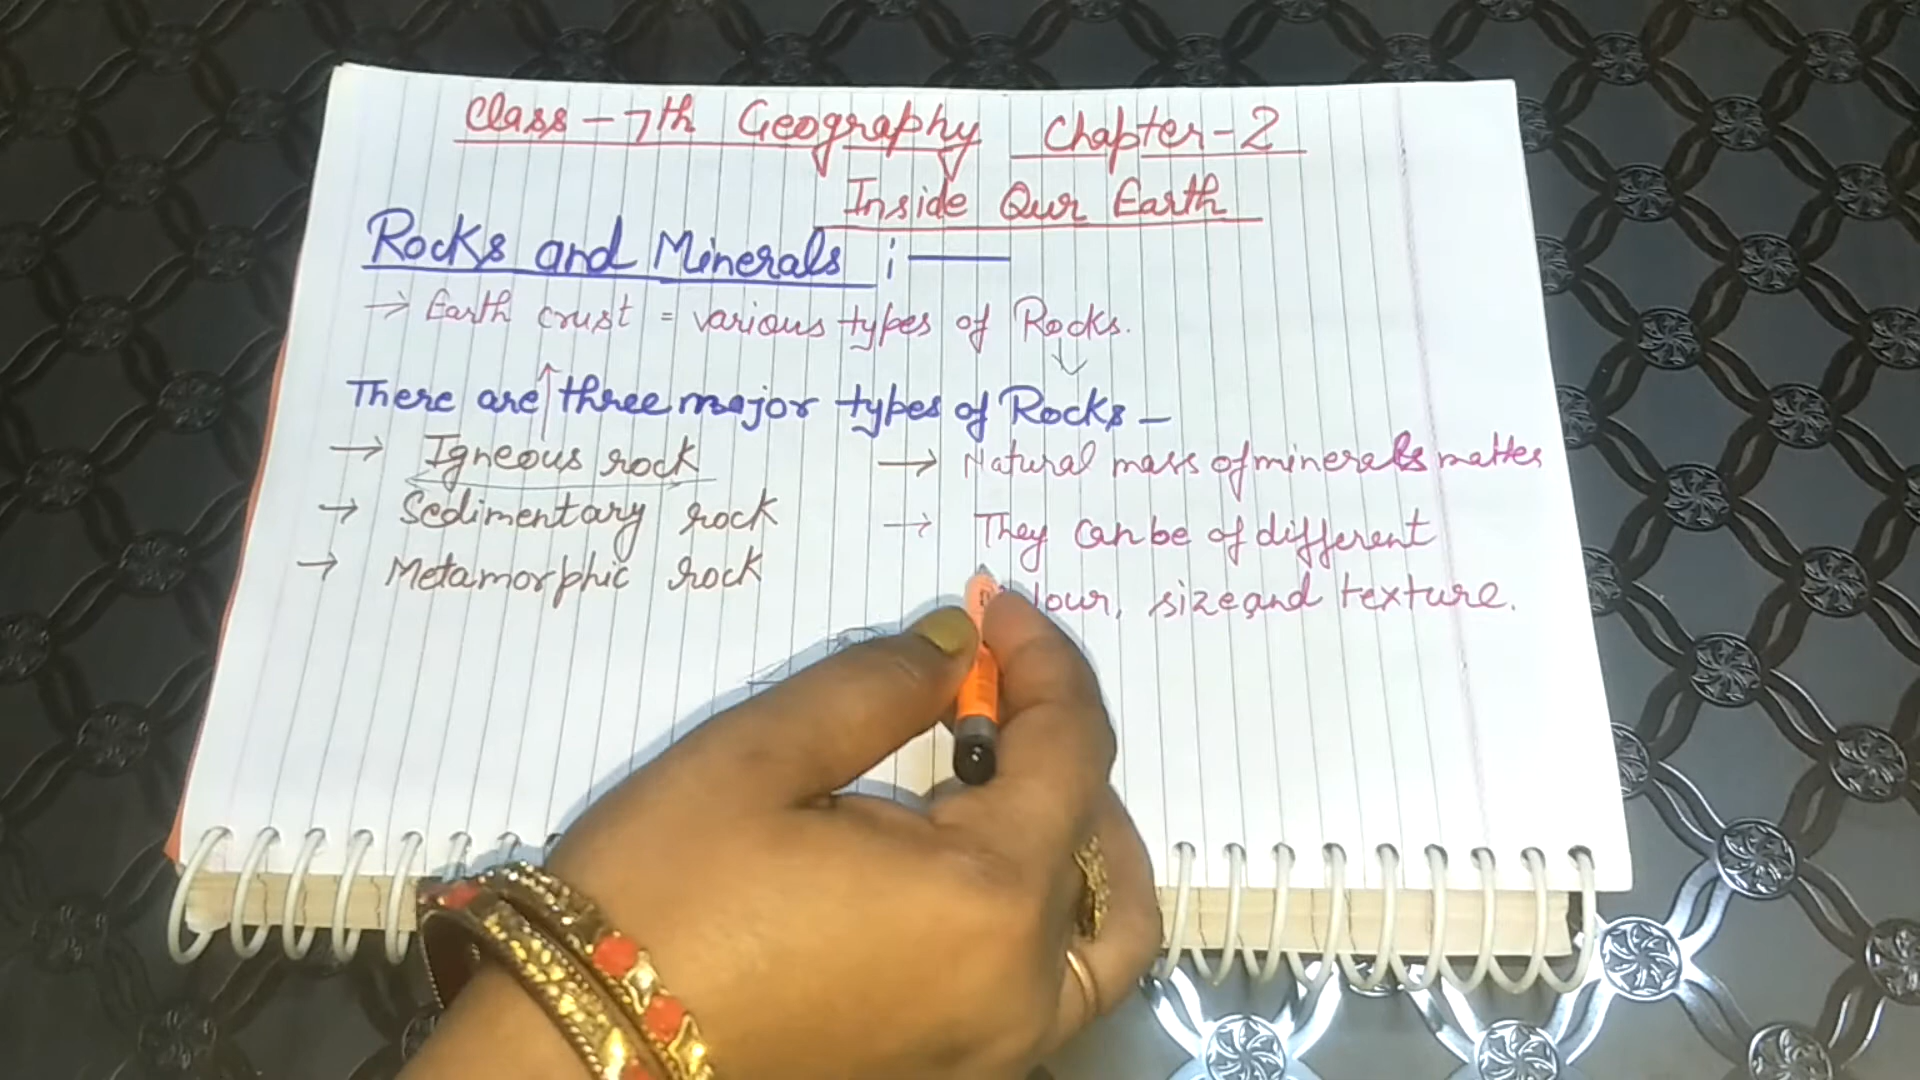 Class-7th Geography Chapter-2
Inside Our Earth
Rocks and Minerals :—
→ Earth crust = various types of Rocks.
There are three major types of Rocks -
→ Igneous rock
→ Sedimentary rock
→ Metamorphic rock
→ Natural mass of minerals matter
→ They can be of different
size and texture.